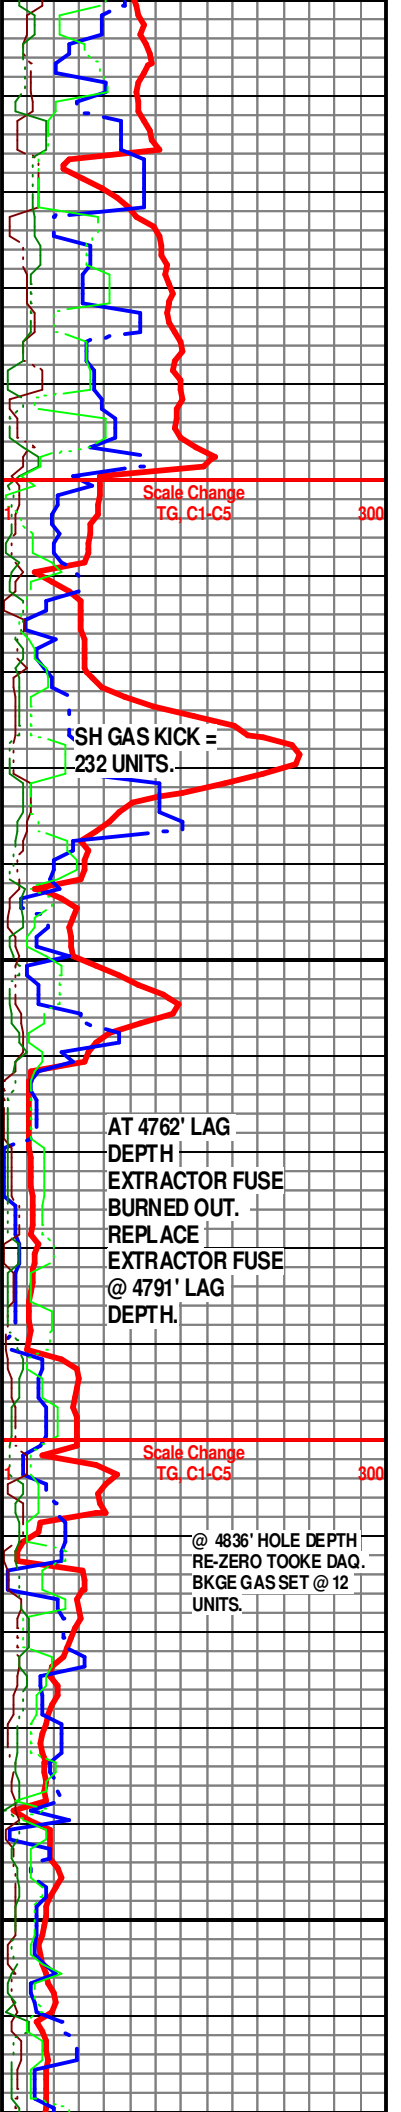 Scale Change
TG, C1-C5
1 300
SH GAS KICK =
232 UNITS.
AT 4762' LAG
DEPTH
EXTRACTOR FUSE
BURNED OUT.
REPLACE
EXTRACTOR FUSE
@ 4791' LAG
DEPTH.
Scale Change
TG, C1-C5
1 300
@ 4836' HOLE DEPTH
RE-ZERO TOOKE DAQ.
BKGE GAS SET @ 12
UNITS.